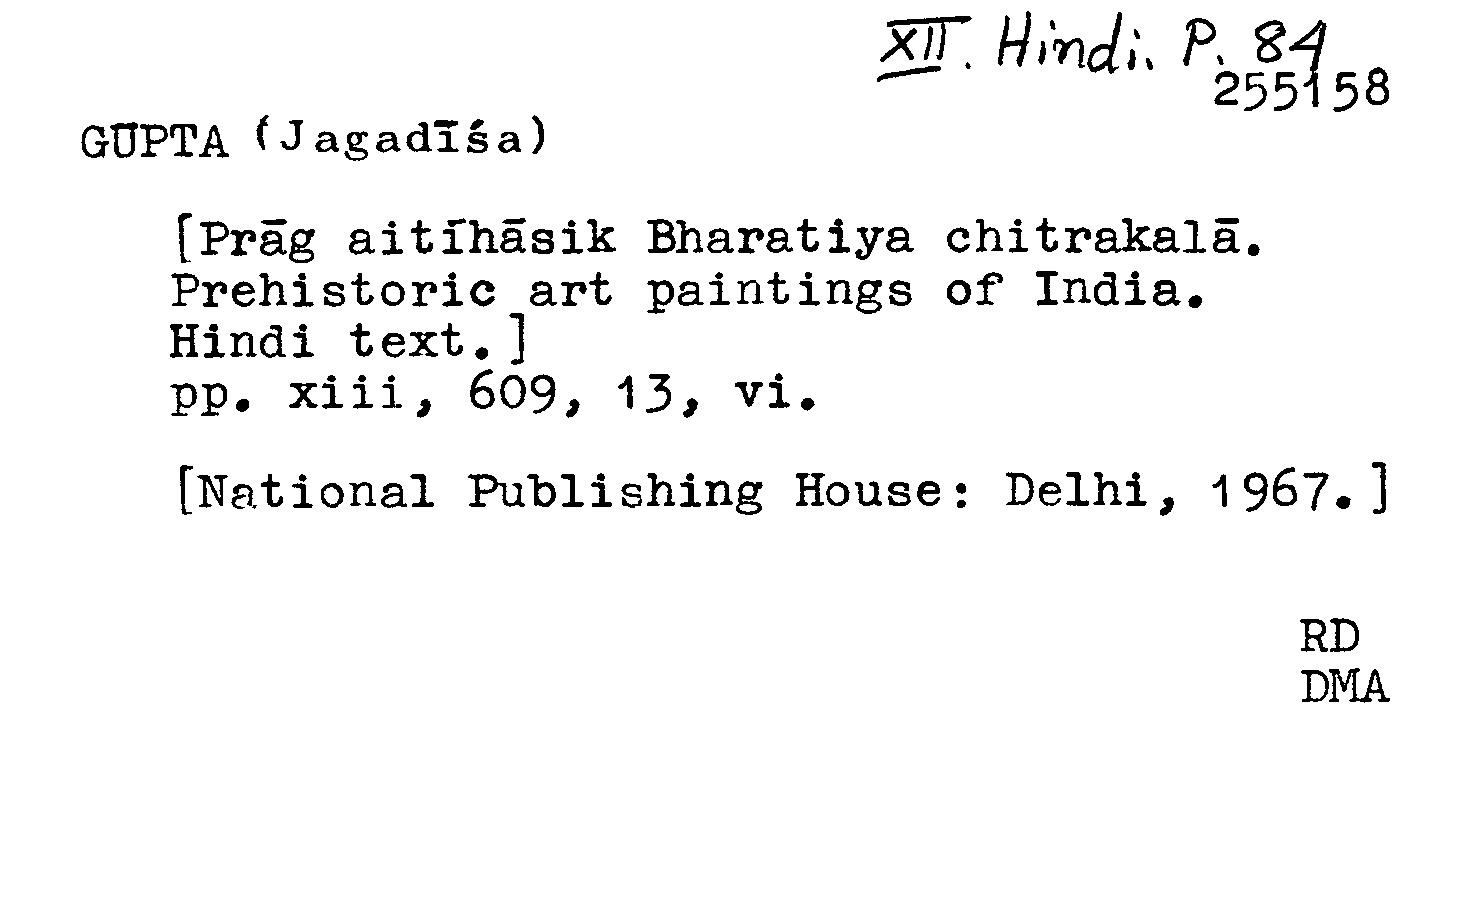 XII. Hindi. P. 84
255158
GŪPTA (Jagadīśa)
[Prāg aitīhāsik Bharatiya chitrakalā.
Prehistoric art paintings of India.
Hindi text.]
pp. xiii, 609, 13, vi.
[National Publishing House: Delhi, 1967.]
RD
DMA